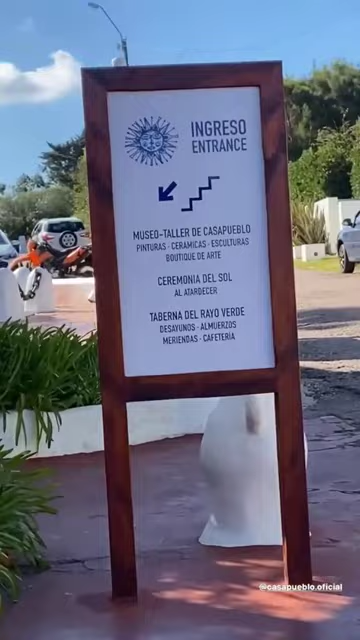 INGRESO
ENTRANCE
MUSEO-TALLER DE CASAPUEBLO
PINTURAS · CERAMICAS · ESCULTURAS
BOUTIQUE DE ARTE
CEREMONIA DEL SOL
AL ATARDECER
TABERNA DEL RAYO VERDE
DESAYUNOS · ALMUERZOS
MERIENDAS · CAFETERÍA
@casapueblo.oficial